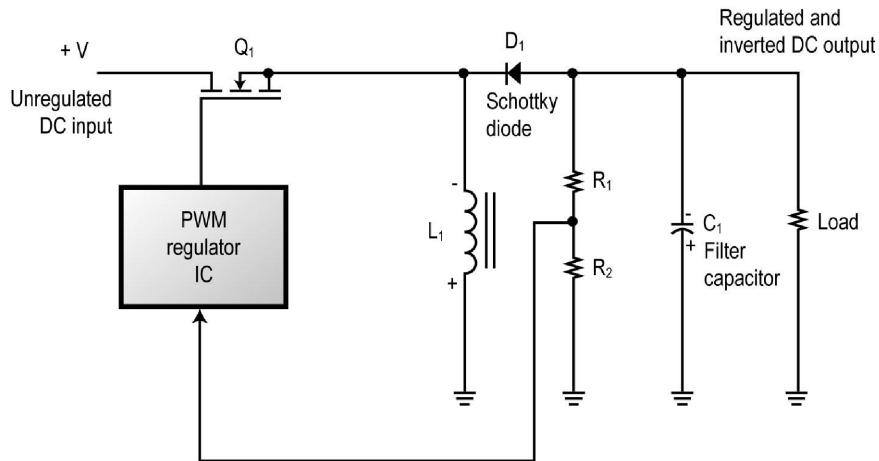 + V
Unregulated
DC input
Q1
D1
Schottky
diode
Regulated and
inverted DC output
PWM
regulator
IC
-
L1
+
R1
R2
-
C1
+
Filter
capacitor
Load